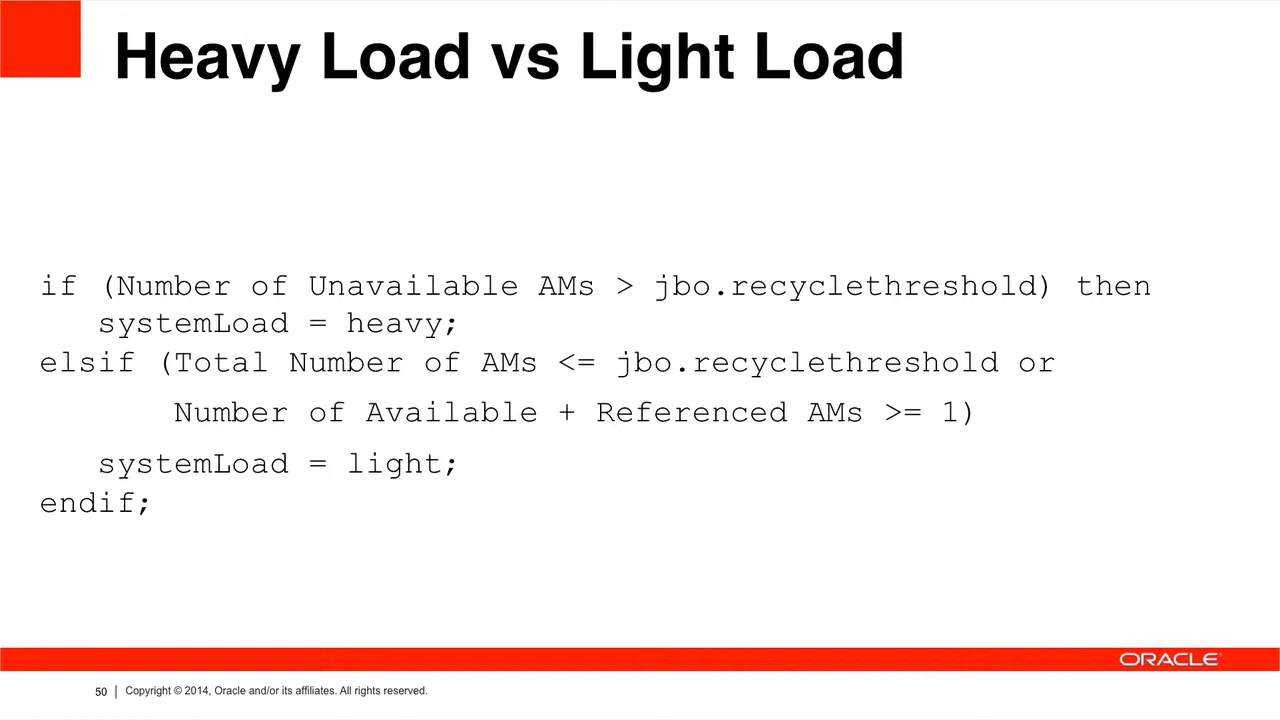 Heavy Load vs Light Load
if (Number of Unavailable AMs > jbo.recyclethreshold) then
systemLoad = heavy;
elsif (Total Number of AMs <= jbo.recyclethreshold or
Number of Available + Referenced AMs >= 1)
systemLoad = light;
endif;
ORACLE
50 | Copyright © 2014, Oracle and/or its affiliates. All rights reserved.